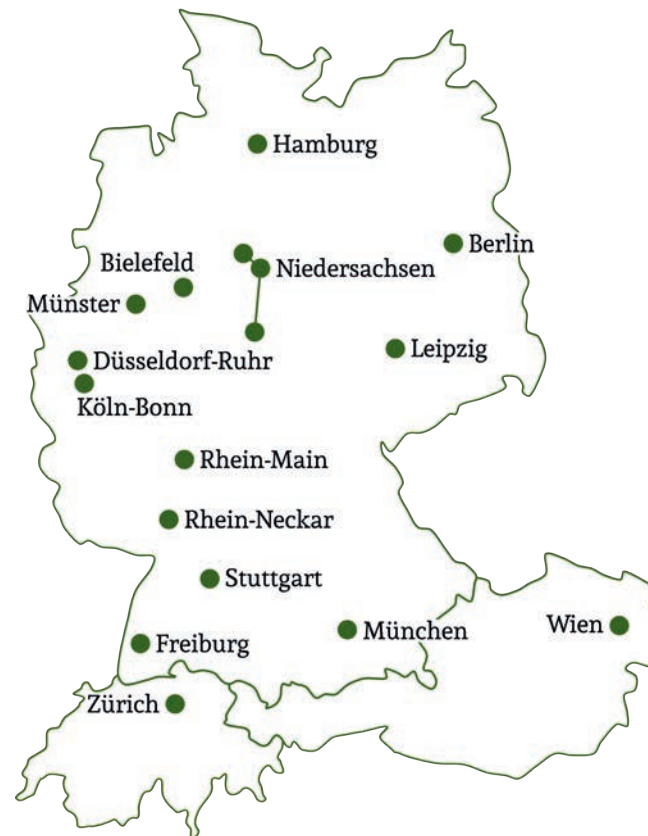 Hamburg
Berlin
Bielefeld
Niedersachsen
Münster
Leipzig
Düsseldorf-Ruhr
Köln-Bonn
Rhein-Main
Rhein-Neckar
Stuttgart
Wien
München
Freiburg
Zürich